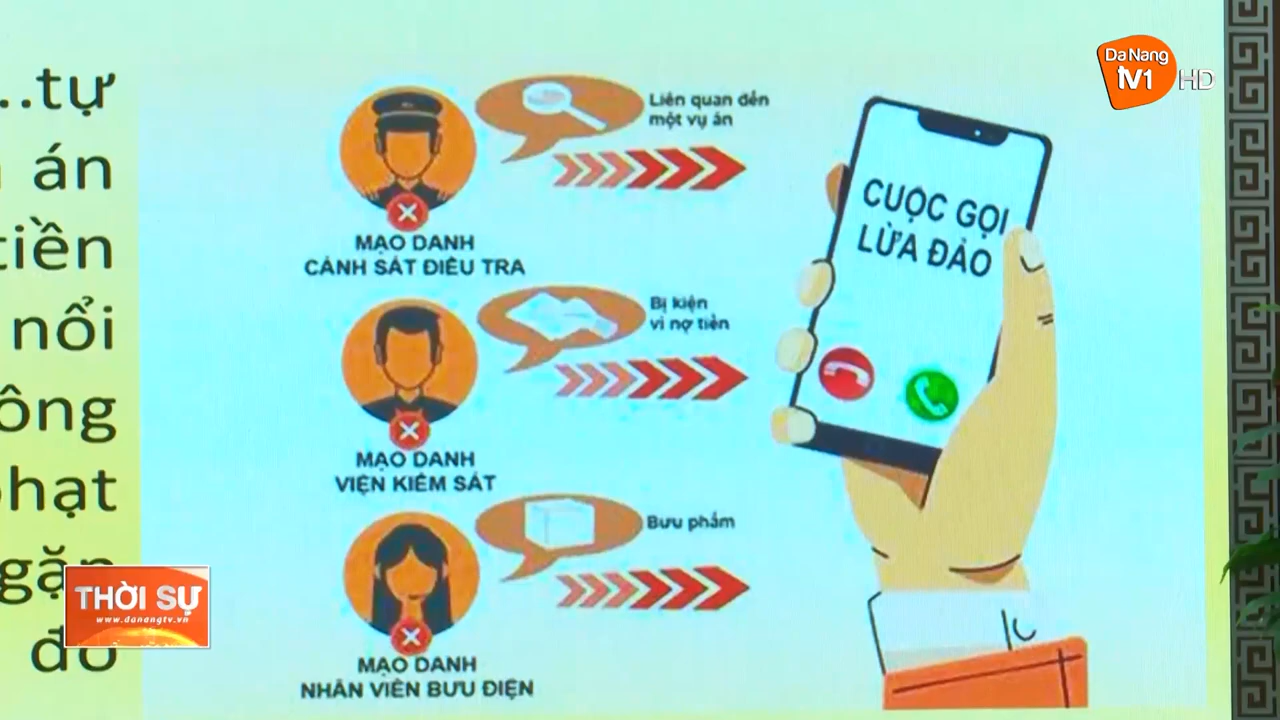 ...tự
án
tiền
nổi
ông
phạt
gặp
đó
Liên quan đến
một vụ án
MẠO DANH
CẢNH SÁT ĐIỀU TRA
Bị kiện
vì nợ tiền
MẠO DANH
VIỆN KIỂM SÁT
Bưu phẩm
MẠO DANH
NHÂN VIÊN BƯU ĐIỆN
CUỘC GỌI
LỪA ĐẢO
Da Nang
TV1 HD
THỜI SỰ
www.danangtv.vn